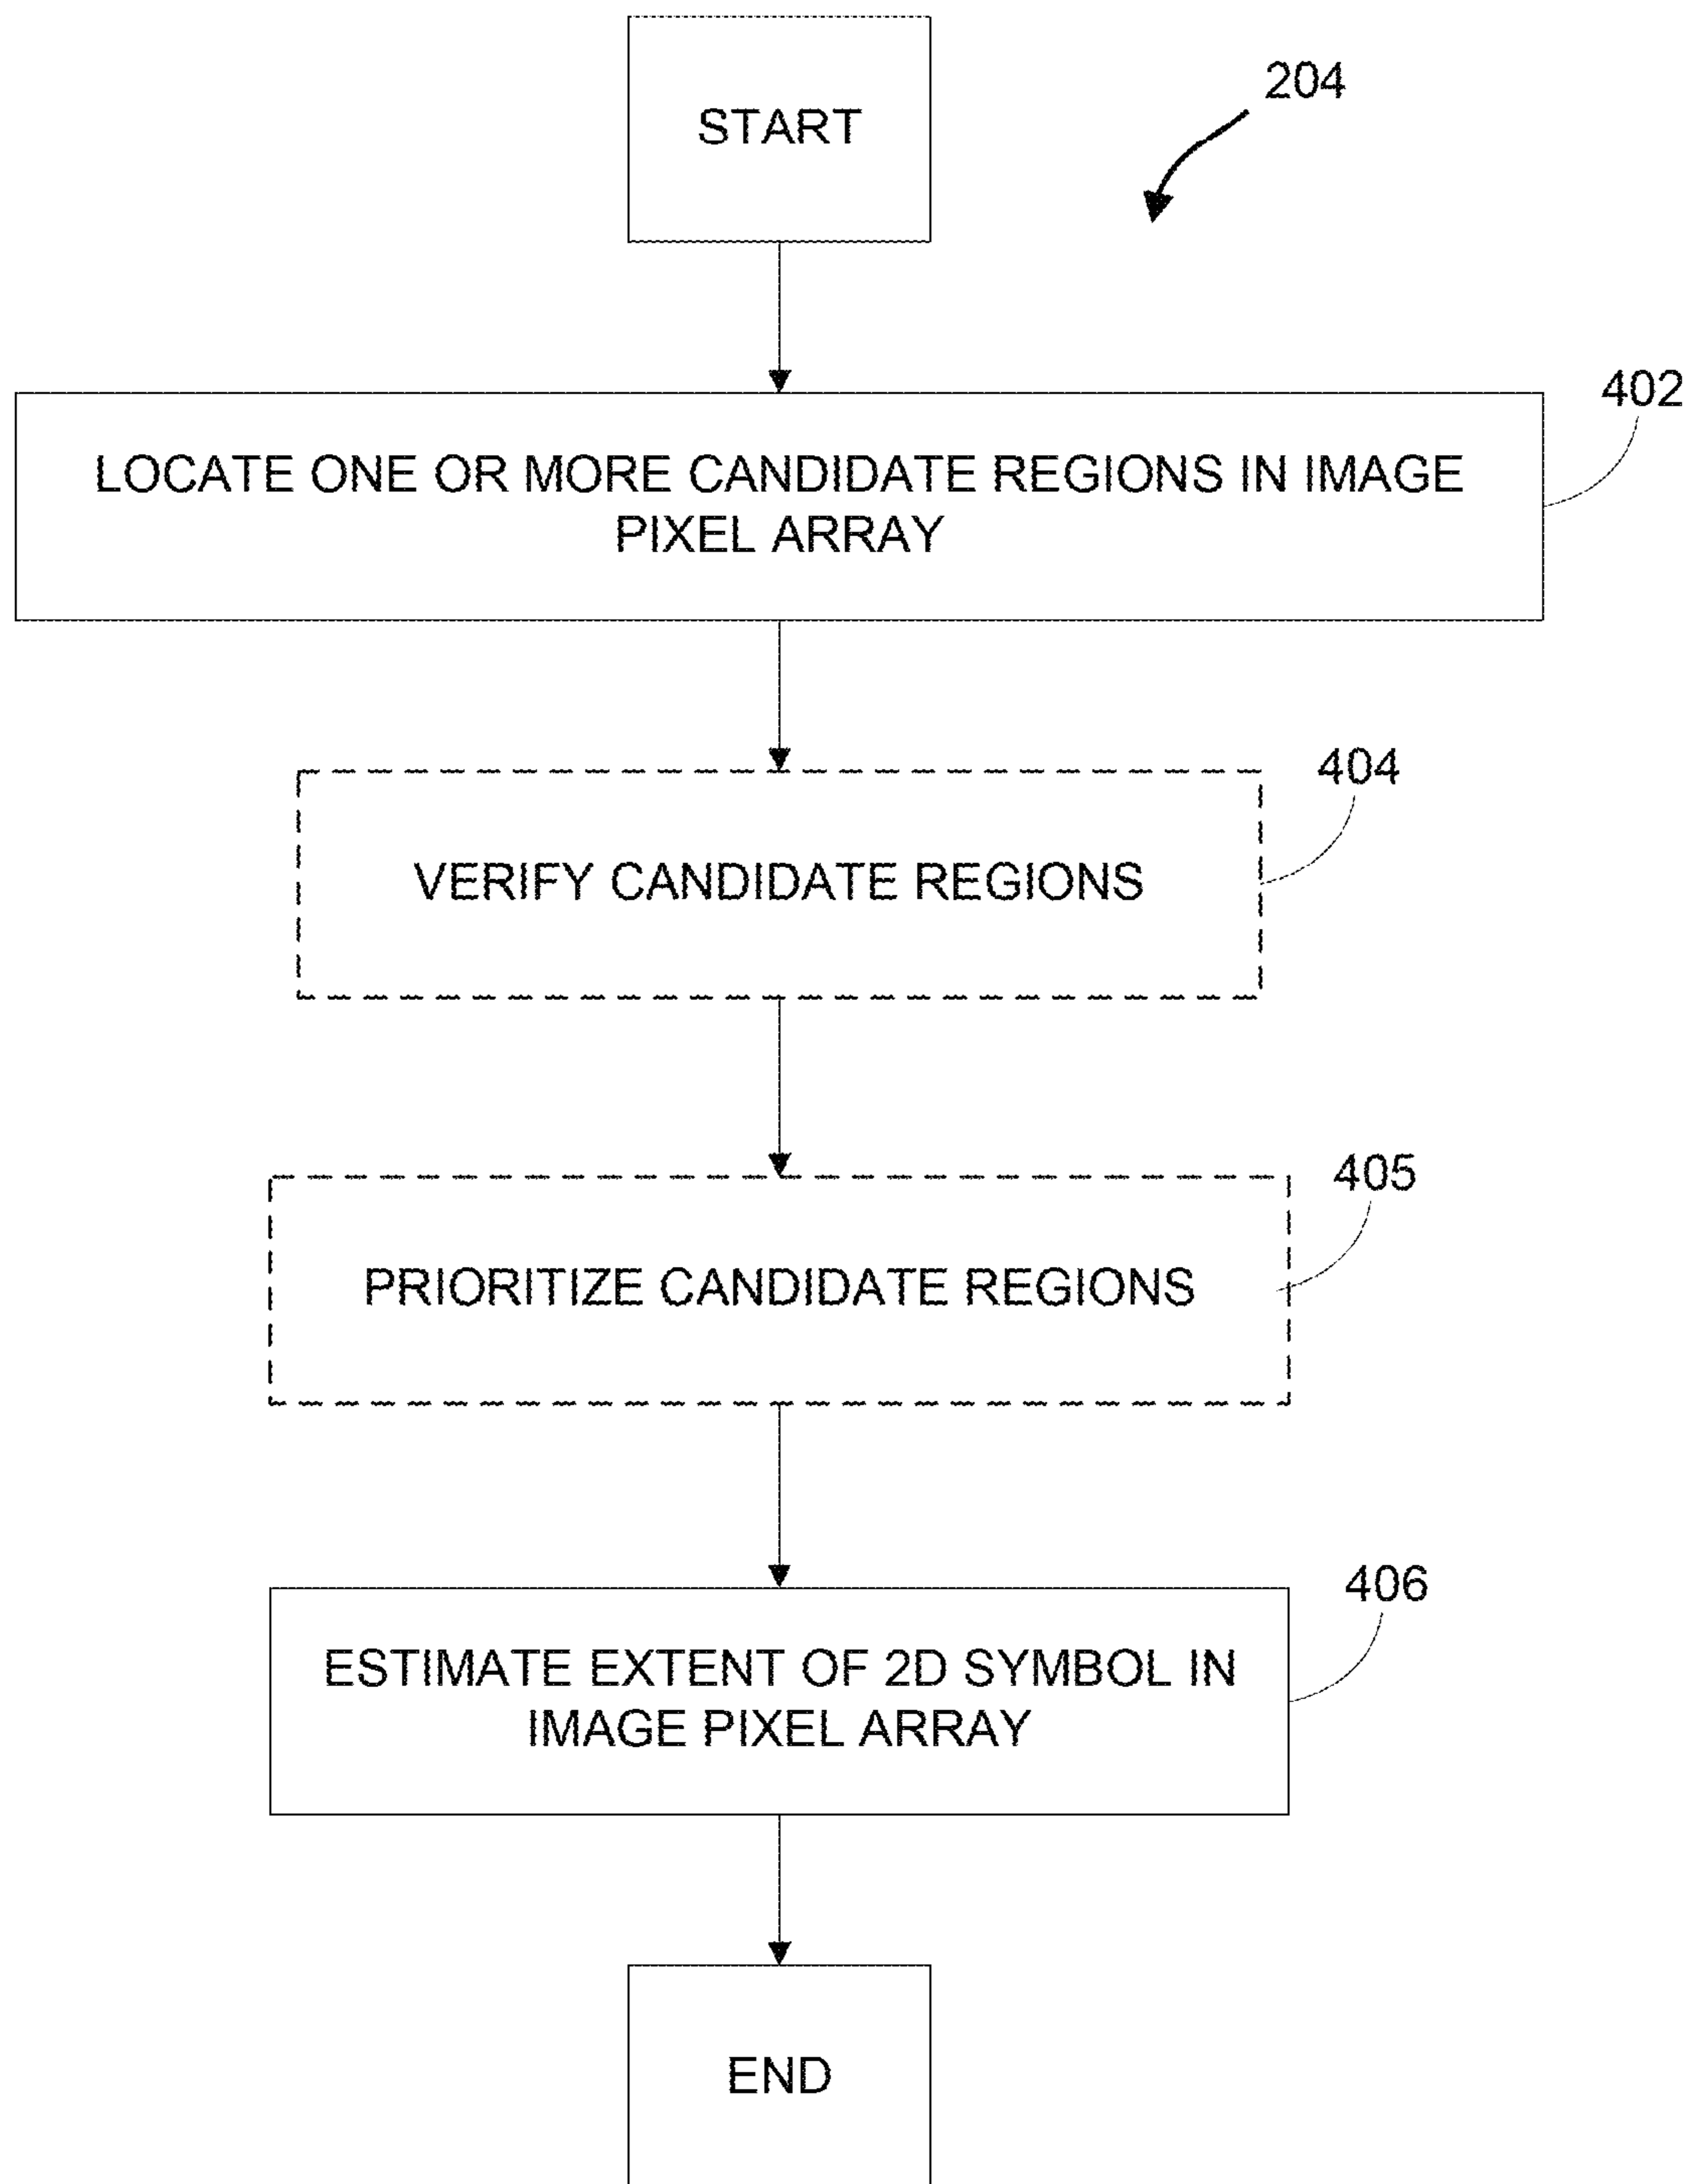 START
204
402
LOCATE ONE OR MORE CANDIDATE REGIONS IN IMAGE
PIXEL ARRAY
404
VERIFY CANDIDATE REGIONS
405
PRIORITIZE CANDIDATE REGIONS
406
ESTIMATE EXTENT OF 2D SYMBOL IN
IMAGE PIXEL ARRAY
END